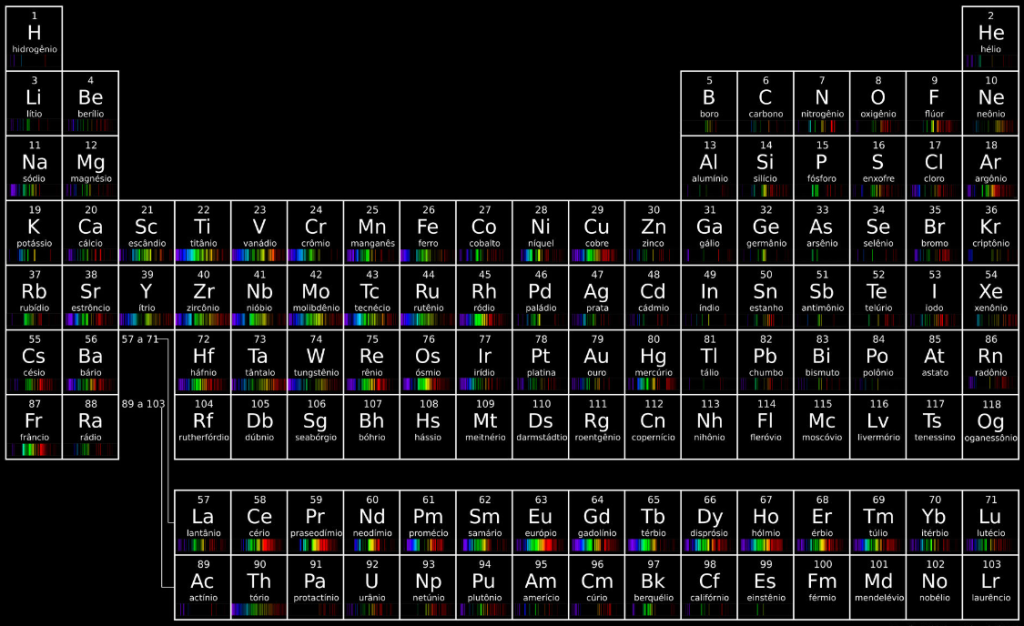 1 2
H He
hidrogênio hélio
3 4 5 6 7 8 9 10
Li Be B C N O F Ne
lítio berílio boro carbono nitrogênio oxigênio flúor neônio
11 12 13 14 15 16 17 18
Na Mg Al Si P S Cl Ar
sódio magnésio alumínio silício fósforo enxofre cloro argônio
19 20 21 22 23 24 25 26 27 28 29 30 31 32 33 34 35 36
K Ca Sc Ti V Cr Mn Fe Co Ni Cu Zn Ga Ge As Se Br Kr
potássio cálcio escândio titânio vanádio crômio manganês ferro cobalto níquel cobre zinco gálio germânio arsênio selênio bromo criptônio
37 38 39 40 41 42 43 44 45 46 47 48 49 50 51 52 53 54
Rb Sr Y Zr Nb Mo Tc Ru Rh Pd Ag Cd In Sn Sb Te I Xe
rubídio estrôncio ítrio zircônio nióbio molibdênio tecnécio rutênio ródio paládio prata cádmio índio estanho antimônio telúrio iodo xenônio
55 56 57 a 71 72 73 74 75 76 77 78 79 80 81 82 83 84 85 86
Cs Ba Hf Ta W Re Os Ir Pt Au Hg Tl Pb Bi Po At Rn
césio bário háfnio tântalo tungstênio rênio ósmio irídio platina ouro mercúrio tálio chumbo bismuto polônio astato radônio
87 88 89 a 103 104 105 106 107 108 109 110 111 112 113 114 115 116 117 118
Fr Ra Rf Db Sg Bh Hs Mt Ds Rg Cn Nh Fl Mc Lv Ts Og
frâncio rádio rutherfórdio dúbnio seabórgio bóhrio hássio meitnério darmstádtio roentgênio copernício nihônio fleróvio moscóvio livermório tenessino oganessônio
57 58 59 60 61 62 63 64 65 66 67 68 69 70 71
La Ce Pr Nd Pm Sm Eu Gd Tb Dy Ho Er Tm Yb Lu
lantânio cério praseodímio neodímio promécio samário európio gadolínio térbio disprósio hólmio érbio túlio itérbio lutécio
89 90 91 92 93 94 95 96 97 98 99 100 101 102 103
Ac Th Pa U Np Pu Am Cm Bk Cf Es Fm Md No Lr
actínio tório protactínio urânio netúnio plutônio amerício cúrio berquélio califórnio einstênio férmio mendelévio nobélio laurêncio